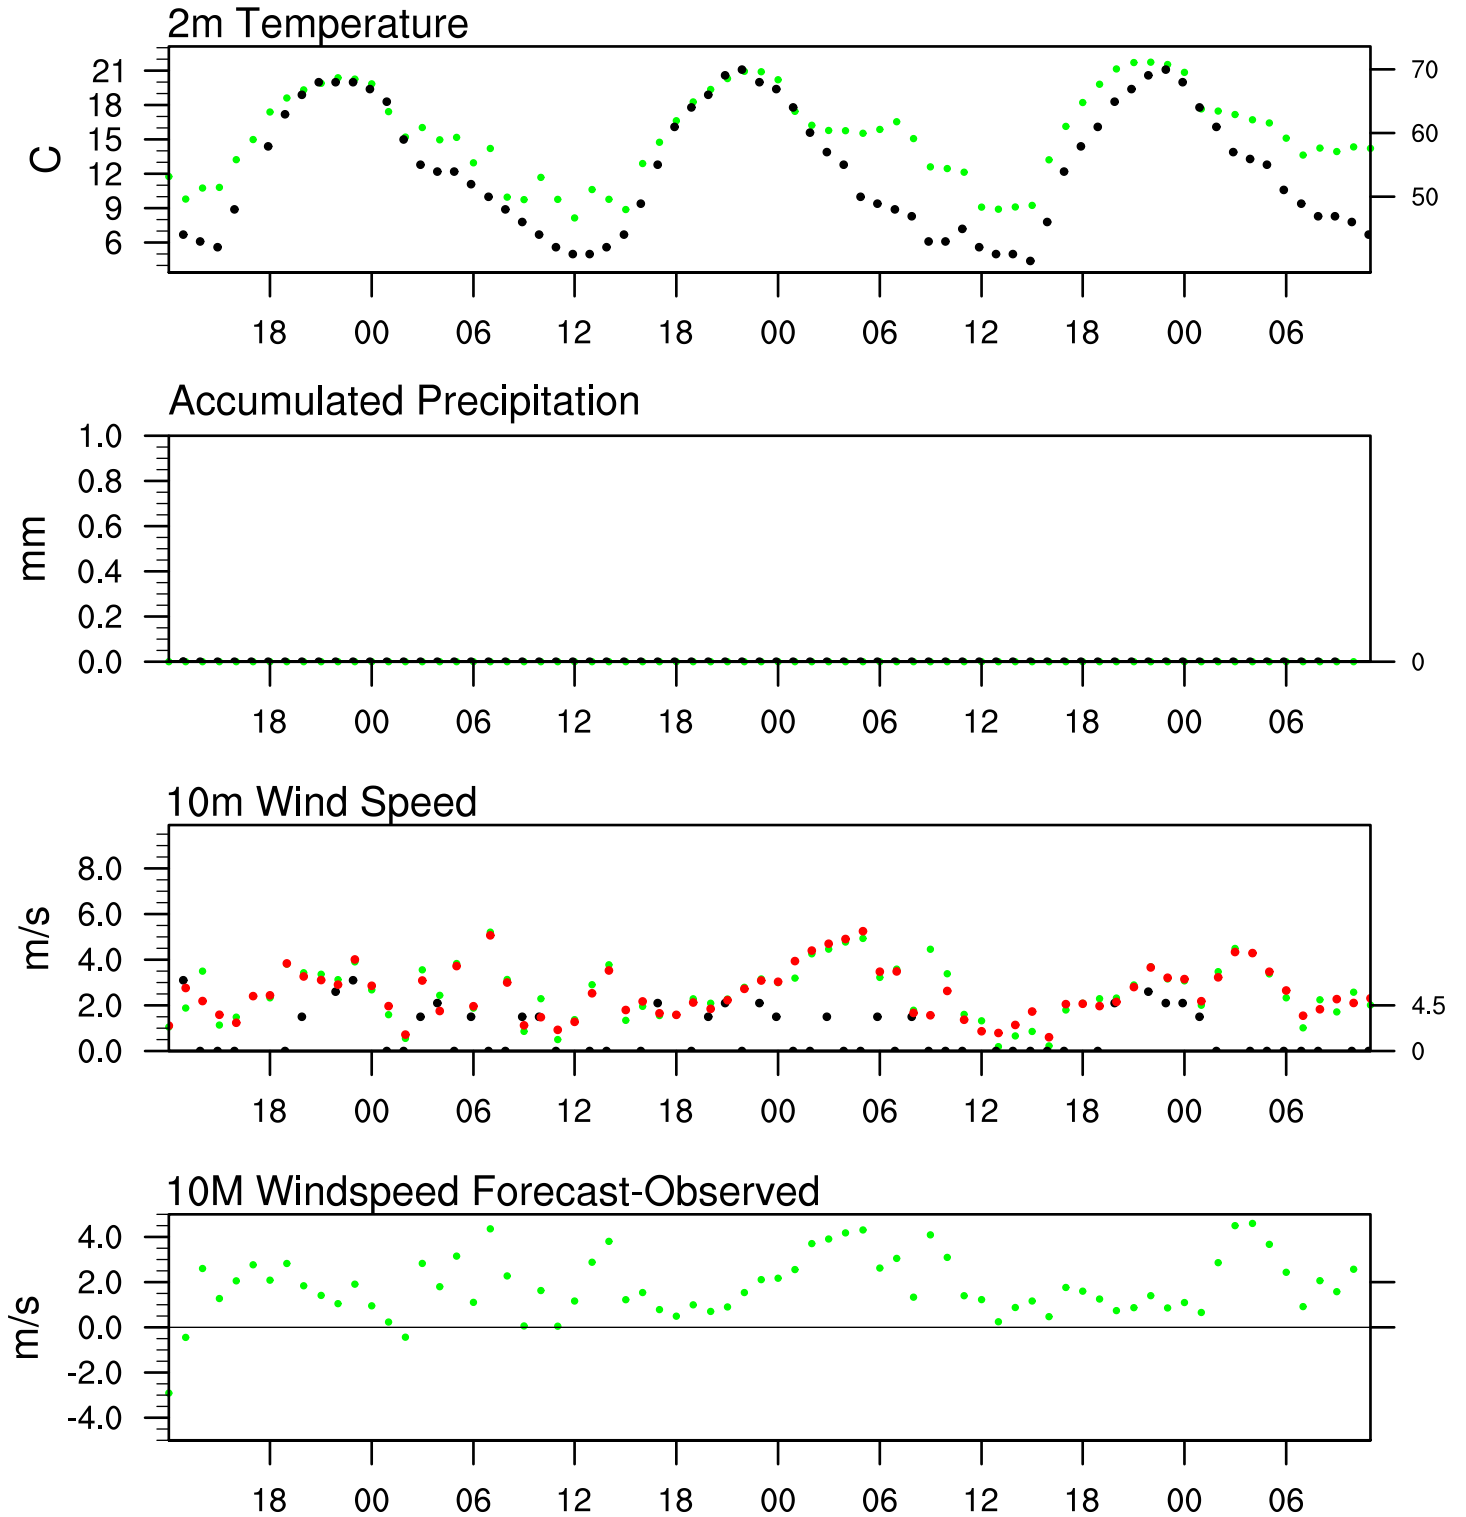 2m Temperature
21
18
15
12
9
6
C
70
60
50
18 00 06 12 18 00 06 12 18 00 06
Accumulated Precipitation
1.0
0.8
0.6
0.4
0.2
0.0
mm
0
18 00 06 12 18 00 06 12 18 00 06
10m Wind Speed
8.0
6.0
4.0
2.0
0.0
m/s
4.5
0
18 00 06 12 18 00 06 12 18 00 06
10M Windspeed Forecast-Observed
4.0
2.0
0.0
-2.0
-4.0
m/s
18 00 06 12 18 00 06 12 18 00 06